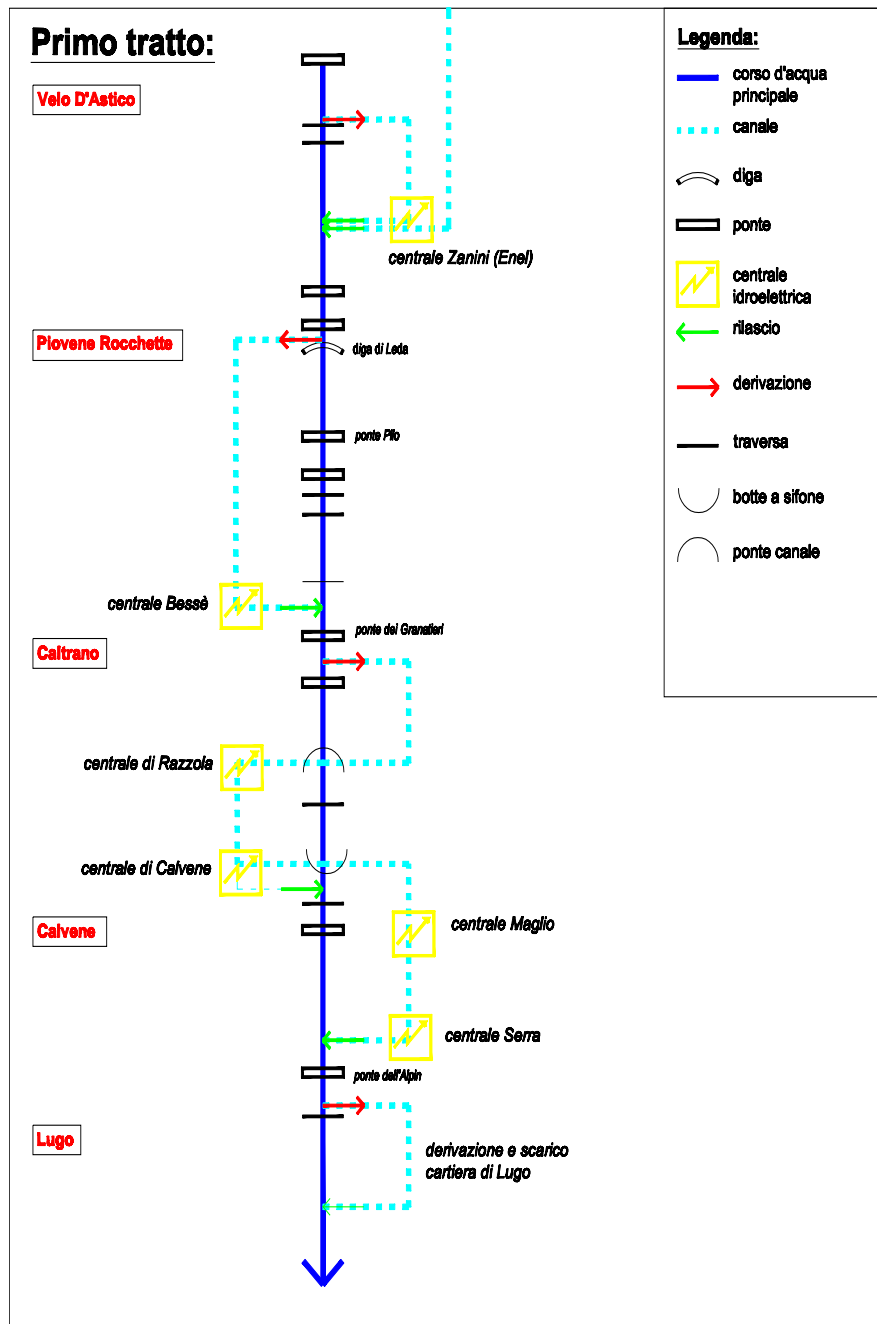 Primo tratto:
Velo D'Astico
centrale Zanini (Enel)
Piovene Rocchette
diga di Leda
ponte Pilo
centrale Bessè
ponte dei Granatieri
Caltrano
centrale di Razzola
centrale di Calvene
Calvene
centrale Maglio
centrale Serra
ponte dell'Alpin
Lugo
derivazione e scarico
cartiera di Lugo
Legenda:
corso d'acqua
principale
canale
diga
ponte
centrale
idroelettrica
rilascio
derivazione
traversa
botte a sifone
ponte canale